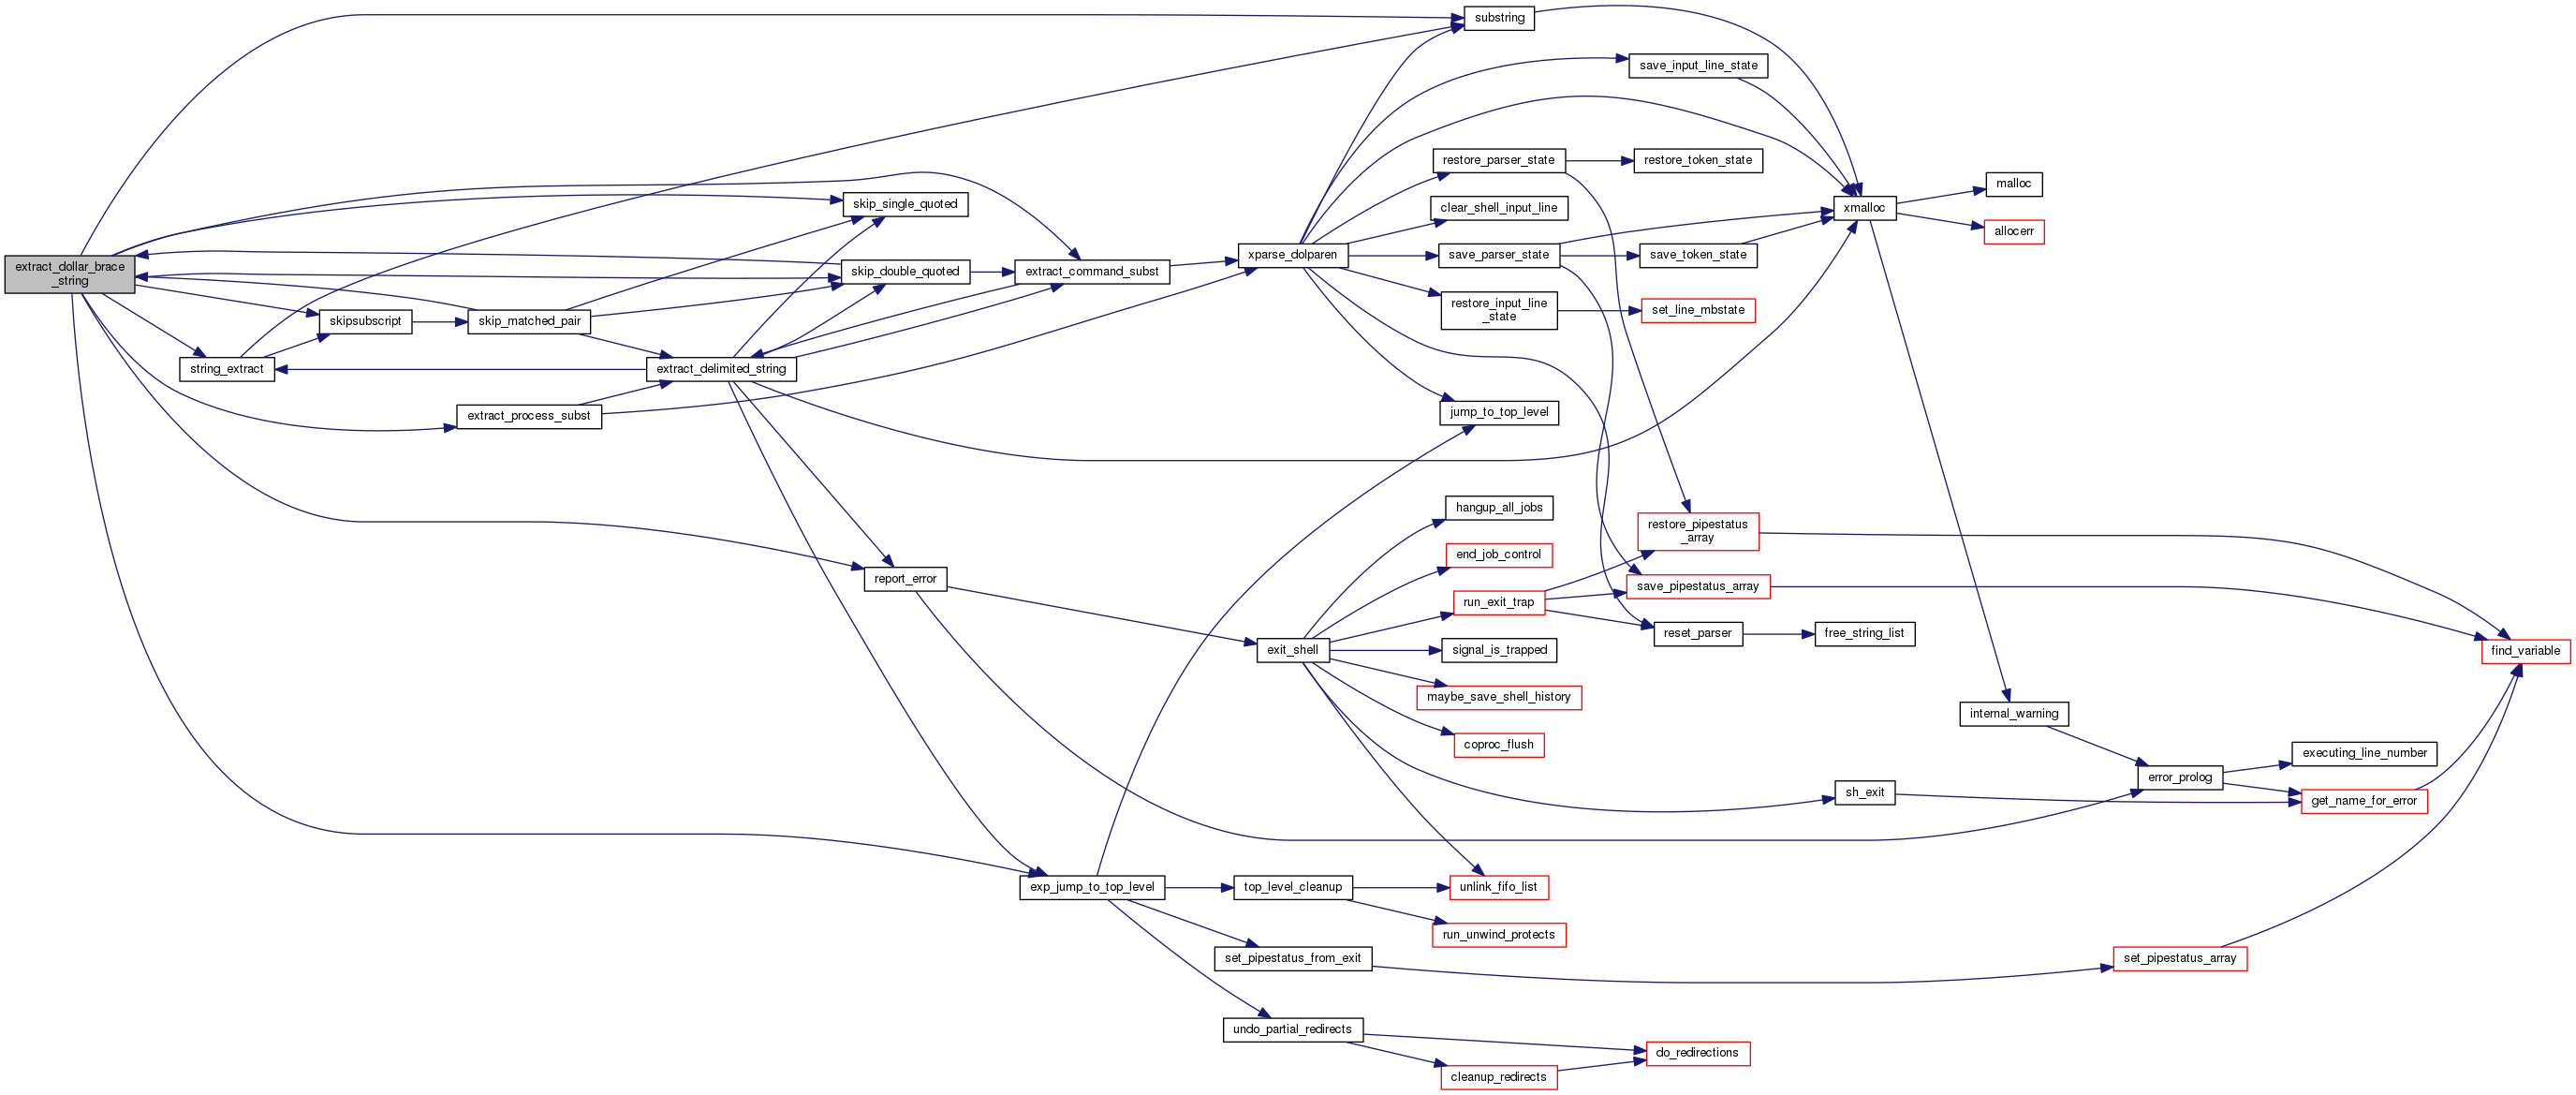 substring
save_input_line_state
restore_parser_state
restore_token_state
malloc
skip_single_quoted
clear_shell_input_line
xmalloc
allocerr
extract_dollar_brace
_string
skip_double_quoted
extract_command_subst
xparse_dolparen
save_parser_state
save_token_state
skipsubscript
skip_matched_pair
restore_input_line
_state
set_line_mbstate
string_extract
extract_delimited_string
extract_process_subst
jump_to_top_level
hangup_all_jobs
restore_pipestatus
_array
end_job_control
report_error
save_pipestatus_array
run_exit_trap
reset_parser
free_string_list
exit_shell
signal_is_trapped
find_variable
maybe_save_shell_history
internal_warning
coproc_flush
executing_line_number
error_prolog
sh_exit
get_name_for_error
exp_jump_to_top_level
top_level_cleanup
unlink_fifo_list
run_unwind_protects
set_pipestatus_from_exit
set_pipestatus_array
undo_partial_redirects
do_redirections
cleanup_redirects